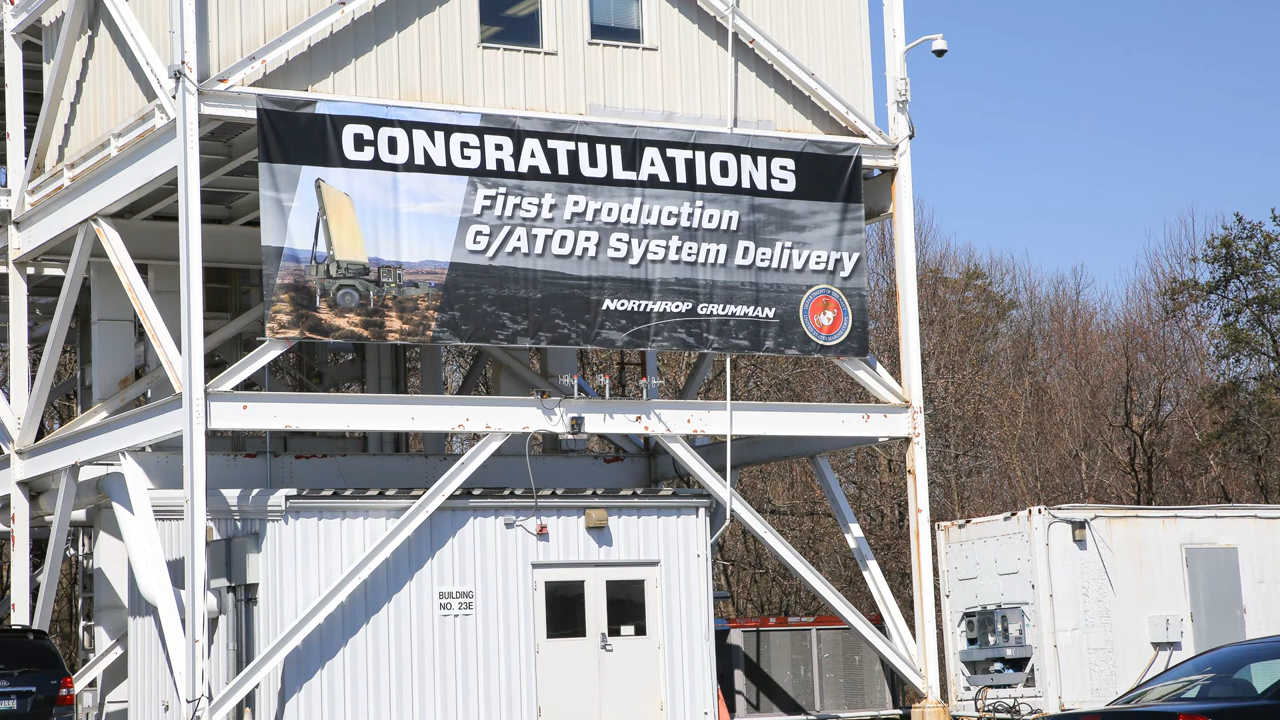 CONGRATULATIONS
First Production
G/ATOR System Delivery
NORTHROP GRUMMAN
BUILDING
NO. 23E